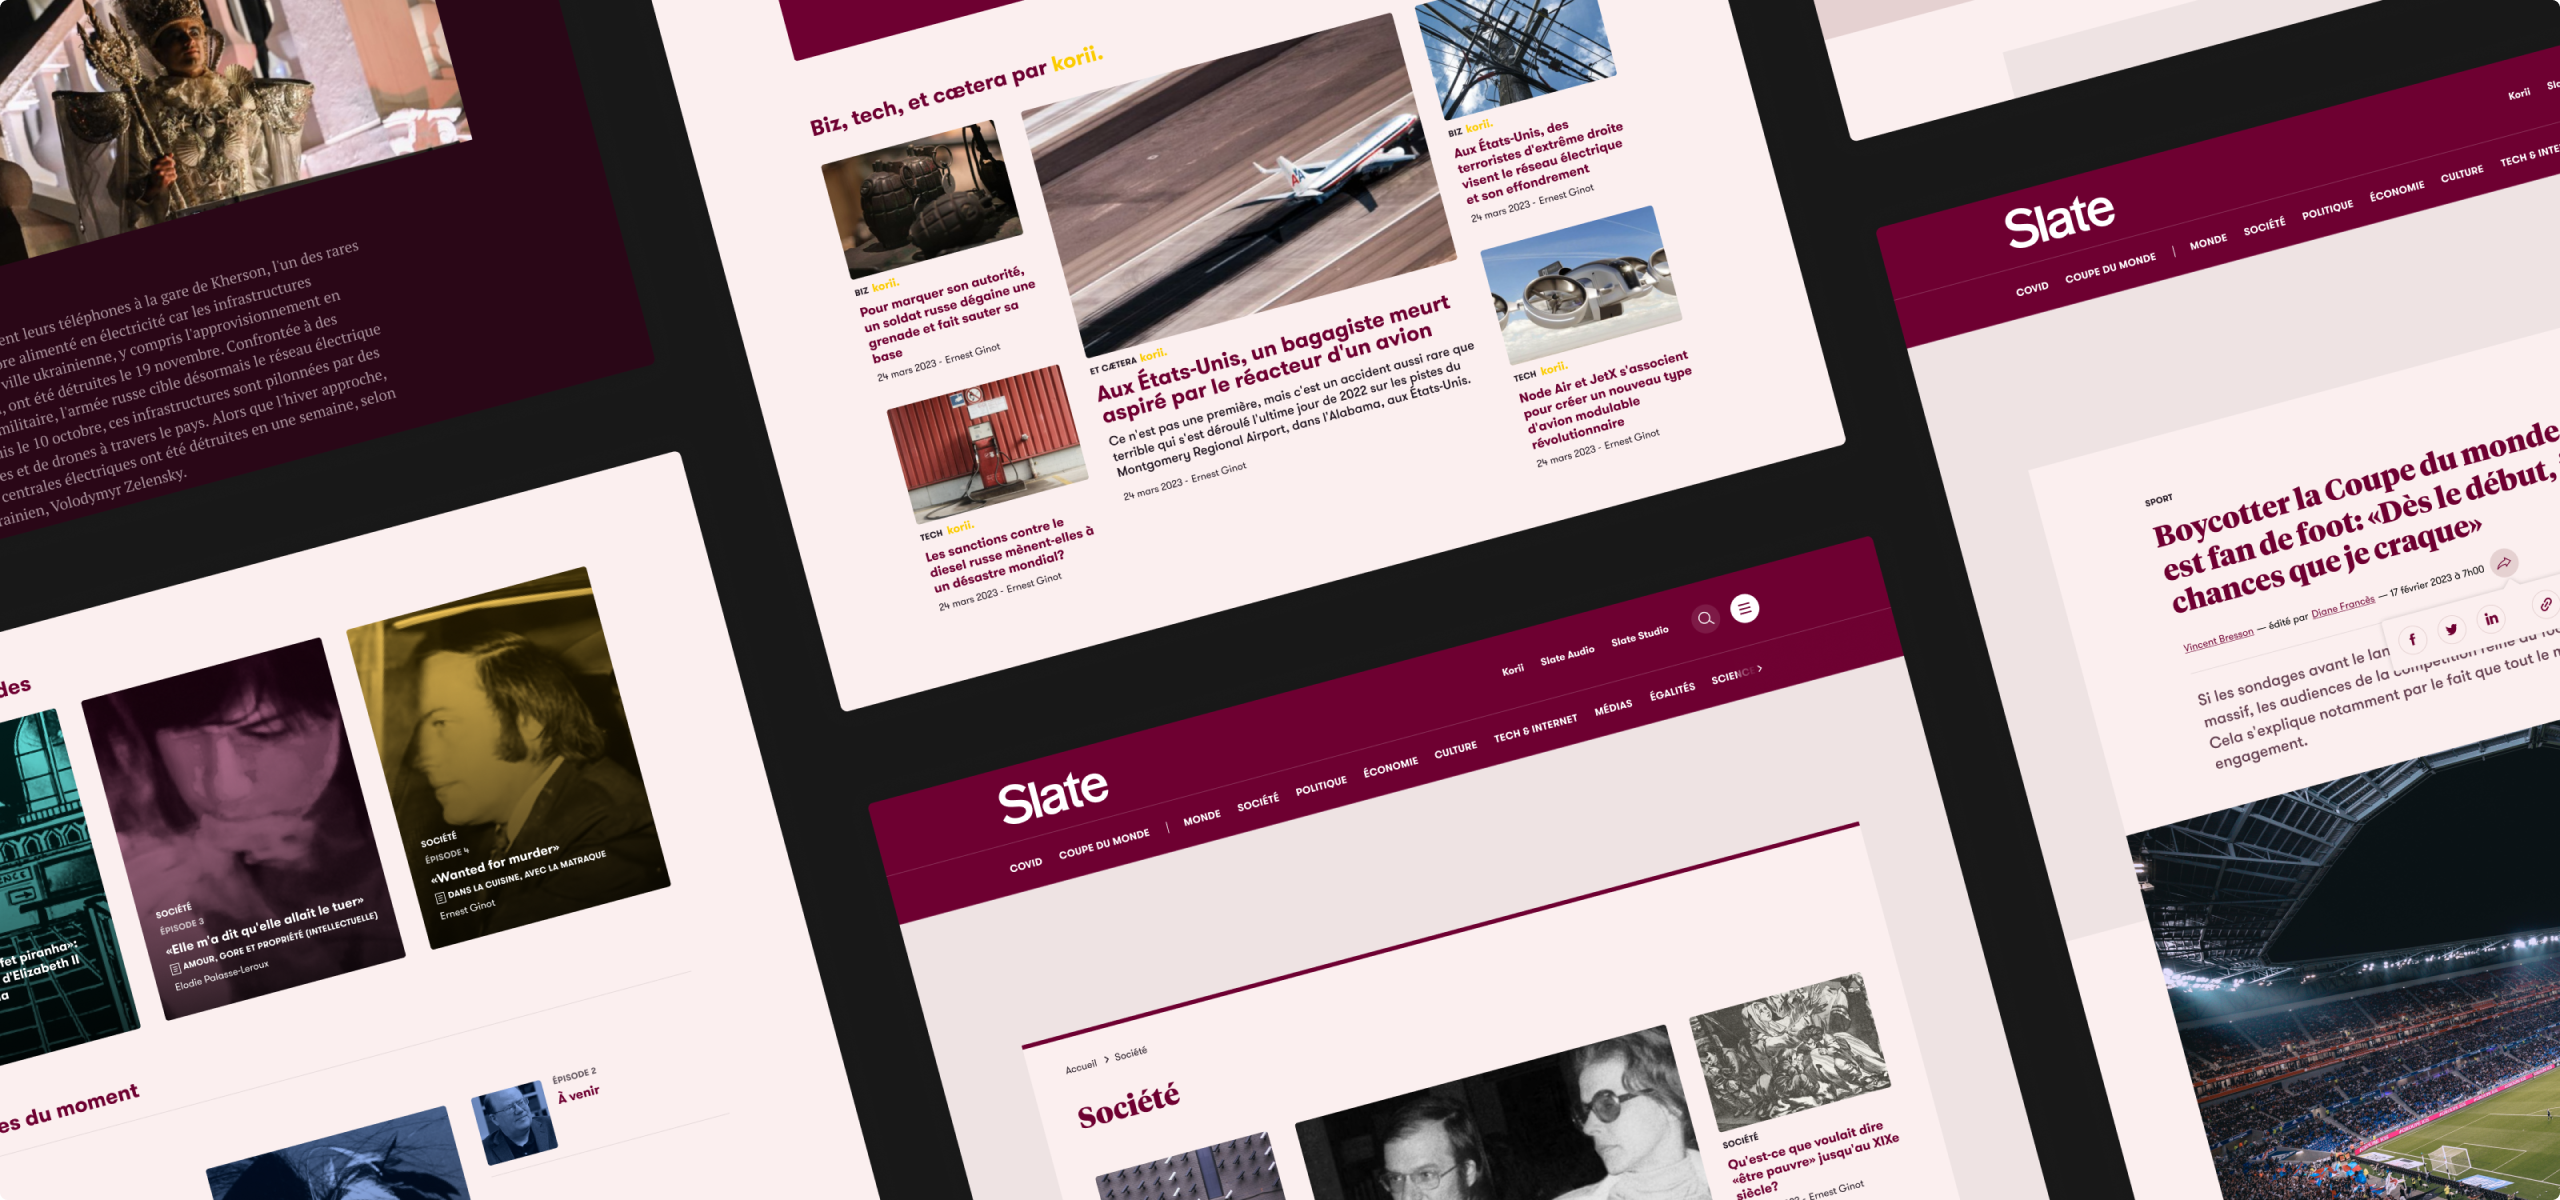 ent leurs téléphones à la gare de Kherson, l'un des rares
alimenté en électricité car les infrastructures
ville ukrainienne, y compris l'approvisionnement en
, ont été détruites le 19 novembre. Confrontée à des
militaire, l'armée russe cible désormais le réseau électrique
le 10 octobre, ces infrastructures sont pilonnées par des
es et de drones à travers le pays. Alors que l'hiver approche,
centrales électriques ont été détruites en une semaine, selon
rainien, Volodymyr Zelensky.
des
fet piranha»:
d'Elizabeth II
a
SOCIÉTÉ
ÉPISODE 3
«Elle m'a dit qu'elle allait le tuer»
AMOUR, GORE ET PROPRIÉTÉ (INTELLECTUELLE)
Elodie Palasse-Leroux
SOCIÉTÉ
ÉPISODE 4
«Wanted for murder»
DANS LA CUISINE, AVEC LA MATRAQUE
Ernest Ginot
es du moment
ÉPISODE 2
À venir
Biz, tech, et cætera par korii.
BIZ korii.
Pour marquer son autorité,
un soldat russe dégaine une
grenade et fait sauter sa
base
24 mars 2023 - Ernest Ginot
TECH korii.
Les sanctions contre le
diesel russe mènent-elles à
un désastre mondial?
24 mars 2023 - Ernest Ginot
ET CÆTERA korii.
Aux États-Unis, un bagagiste meurt
aspiré par le réacteur d'un avion
Ce n'est pas une première, mais c'est un accident aussi rare que
terrible qui s'est déroulé l'ultime jour de 2022 sur les pistes du
Montgomery Regional Airport, dans l'Alabama, aux États-Unis.
24 mars 2023 - Ernest Ginot
BIZ korii.
Aux États-Unis, des
terroristes d'extrême droite
visent le réseau électrique
et son effondrement
24 mars 2023 - Ernest Ginot
TECH korii.
Node Air et JetX s'associent
pour créer un nouveau type
d'avion modulable
révolutionnaire
24 mars 2023 - Ernest Ginot
Korii Slate Audio Slate Studio
Slate
COVID COUPE DU MONDE | MONDE SOCIÉTÉ POLITIQUE ÉCONOMIE CULTURE TECH & INTERNET MÉDIAS ÉGALITÉS SCIENC
Accueil > Société
Société
SOCIÉTÉ
Qu'est-ce que voulait dire
«être pauvre» jusqu'au XIXe
siècle?
- Ernest Ginot
Korii Sla
Slate
COVID COUPE DU MONDE | MONDE SOCIÉTÉ POLITIQUE ÉCONOMIE CULTURE TECH & INTE
SPORT
Boycotter la Coupe du monde
est fan de foot: «Dès le début,
chances que je craque»
Vincent Bresson — édité par Diane Francès — 17 février 2023 à 7h00
Si les sondages avant le lan
massif, les audiences de la compétition reine du
Cela s'explique notamment par le fait que tout le
engagement.